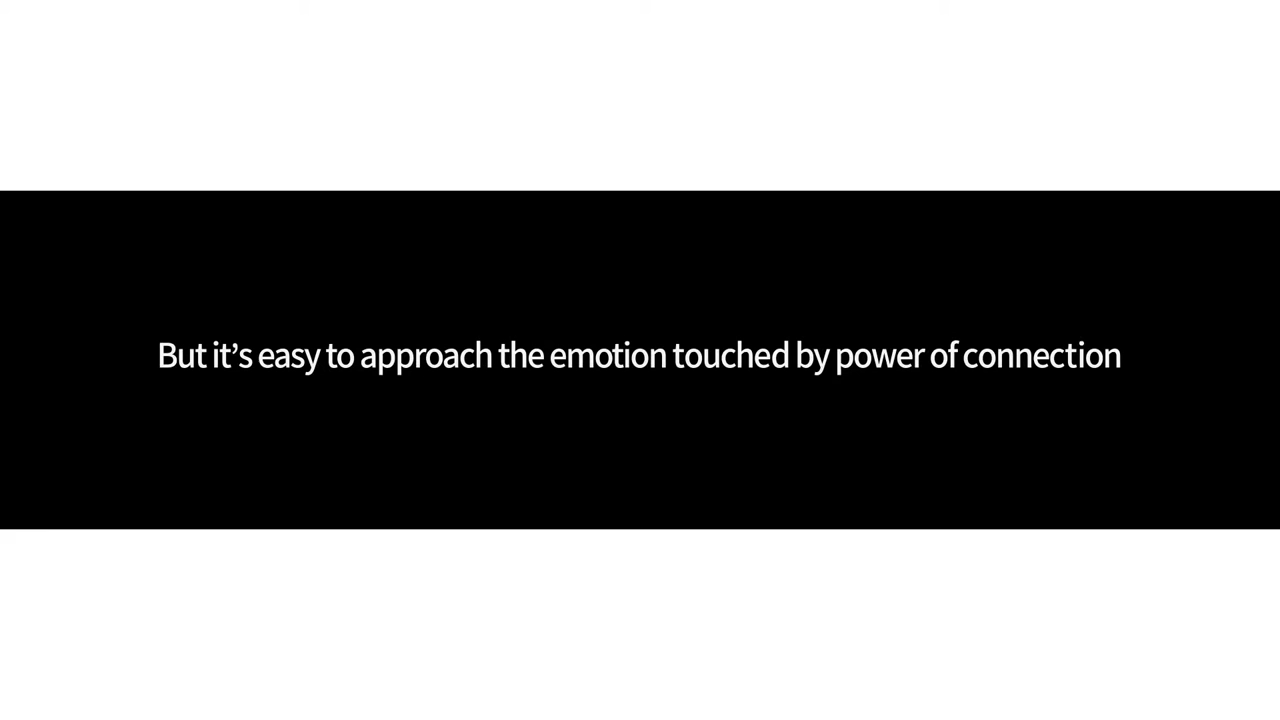 But it’s easy to approach the emotion touched by power of connection